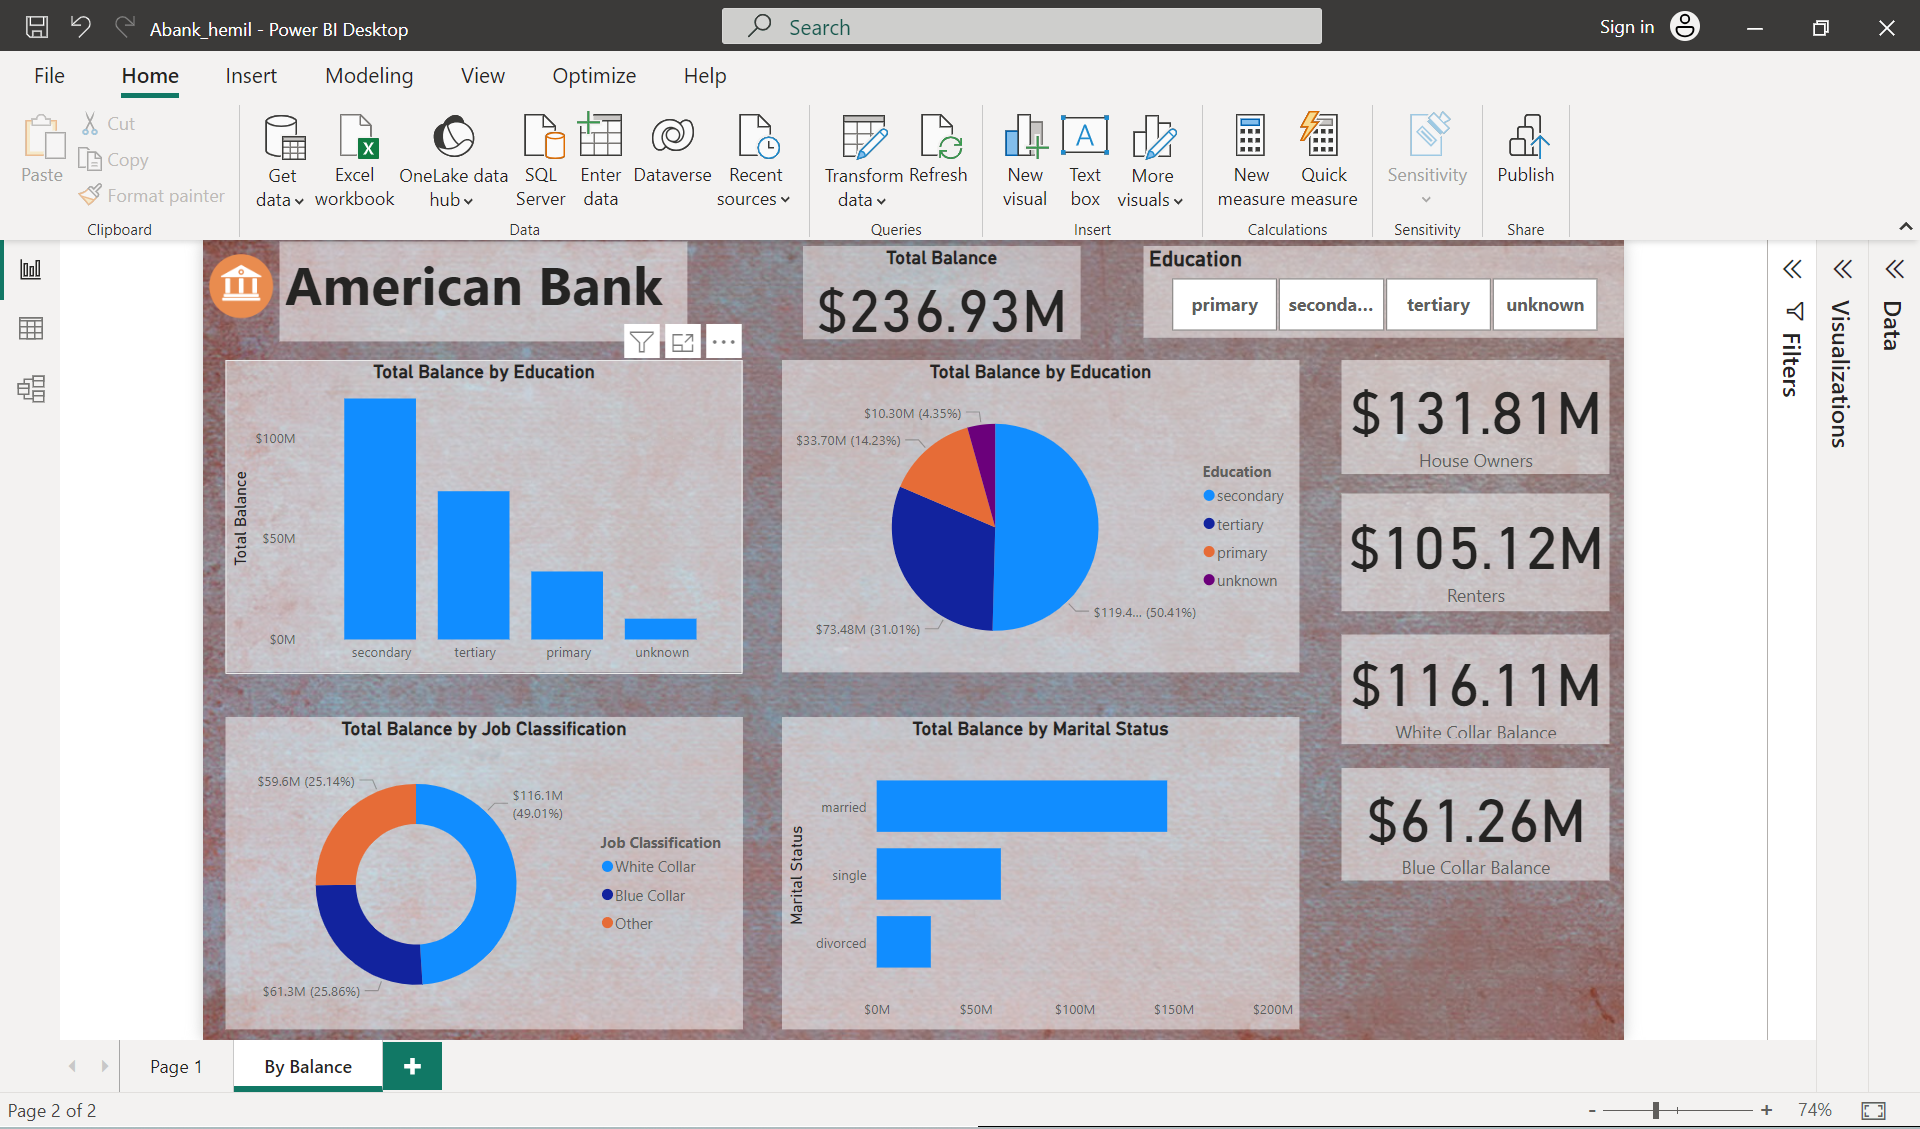 Abank_hemil - Power BI Desktop
Search
Sign in
File Home Insert Modeling View Optimize Help
Paste
Cut
Copy
Format painter
Clipboard
Get data
Excel workbook
OneLake data hub
SQL Server
Enter data
Dataverse
Recent sources
Data
Transform data
Refresh
Queries
New visual
Text box
More visuals
Insert
New measure
Quick measure
Calculations
Sensitivity
Sensitivity
Publish
Share
American Bank
Total Balance
$236.93M
Education
primary
seconda...
tertiary
unknown
Total Balance by Education
Total Balance
$100M
$50M
$0M
secondary
tertiary
primary
unknown
Total Balance by Education
$10.30M (4.35%)
$33.70M (14.23%)
$73.48M (31.01%)
$119.4... (50.41%)
Education
secondary
tertiary
primary
unknown
$131.81M
House Owners
$105.12M
Renters
$116.11M
White Collar Balance
$61.26M
Blue Collar Balance
Total Balance by Job Classification
$59.6M (25.14%)
$116.1M
(49.01%)
$61.3M (25.86%)
Job Classification
White Collar
Blue Collar
Other
Total Balance by Marital Status
Marital Status
married
single
divorced
$0M
$50M
$100M
$150M
$200M
Filters
Visualizations
Data
Page 1
By Balance
Page 2 of 2
74%